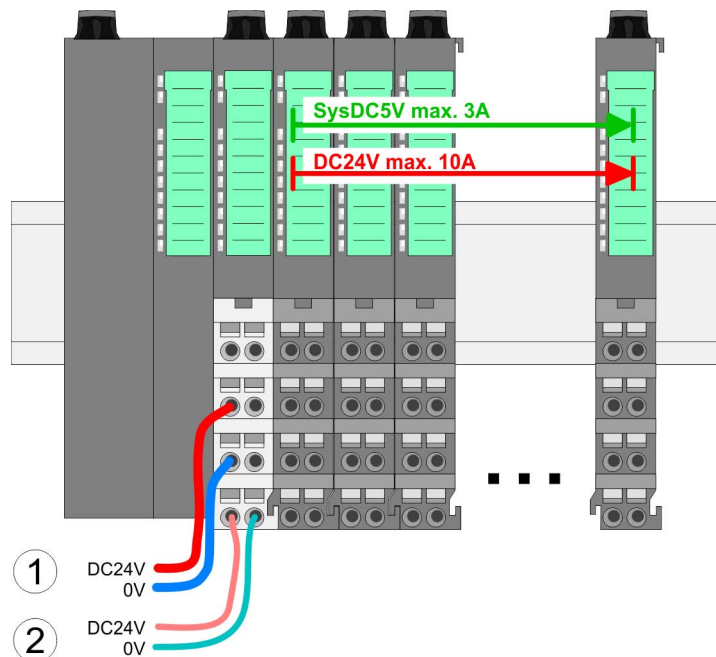 SysDC5V max. 3A
DC24V max. 10A
1 DC24V
0V
2 DC24V
0V